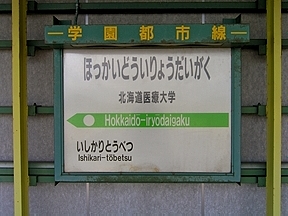 学園都市線
ほっかいどういりょうだいがく
北海道医療大学
Hokkaido-iryodaigaku
いしかりとうべつ
Ishikari-tōbetsu